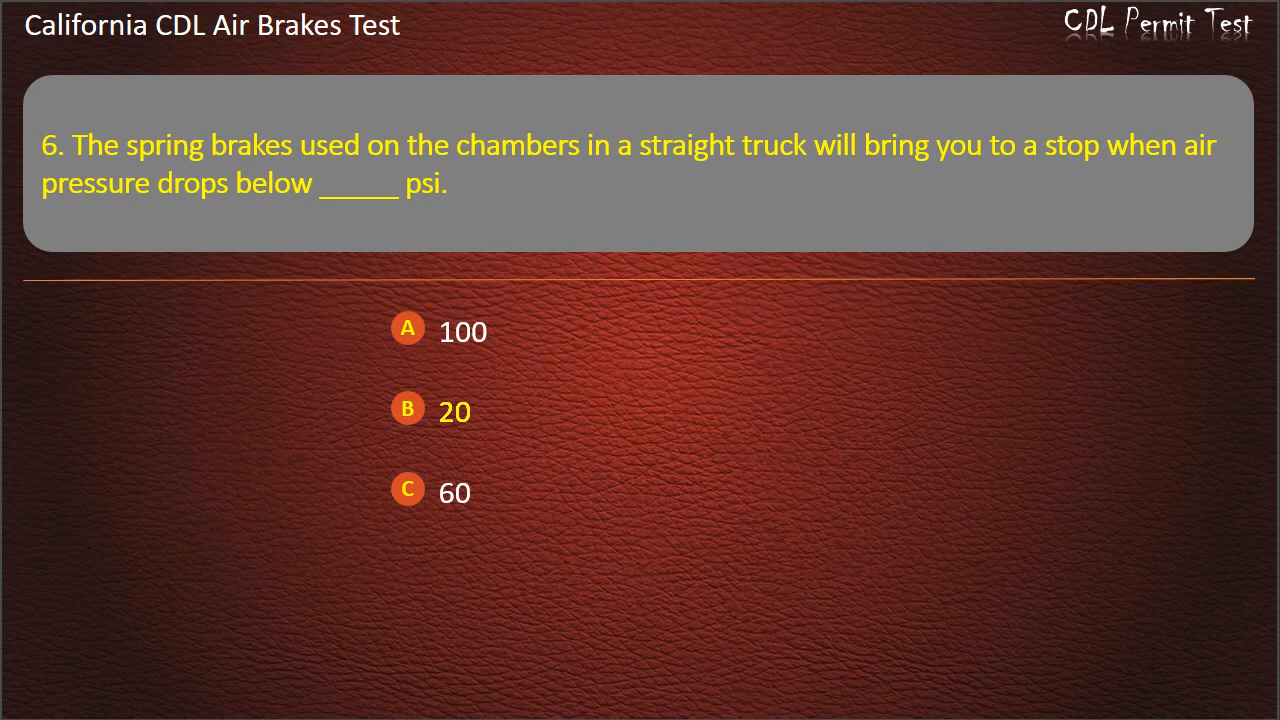 California CDL Air Brakes Test
CDL Permit Test
6. The spring brakes used on the chambers in a straight truck will bring you to a stop when air
pressure drops below _____ psi.
A 100
B 20
C 60